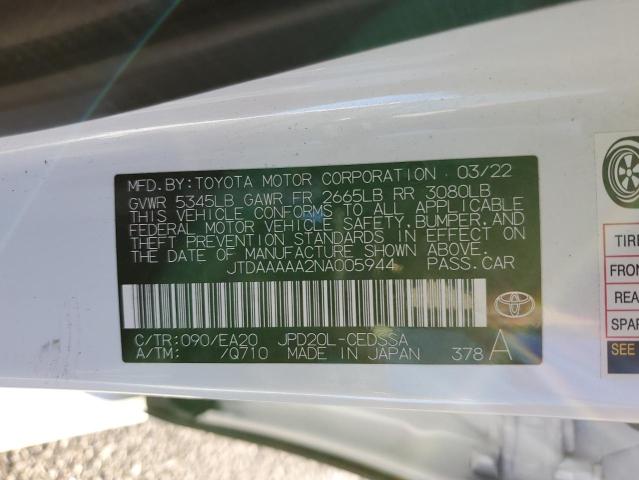 MFD. BY: TOYOTA MOTOR CORPORATION 03/22
GVWR 5345LB GAWR FR 2665LB RR 3080LB
THIS VEHICLE CONFORMS TO ALL APPLICABLE
FEDERAL MOTOR VEHICLE SAFETY, BUMPER, AND
THEFT PREVENTION STANDARDS IN EFFECT ON
THE DATE OF MANUFACTURE SHOWN ABOVE.
JTDAAAAA2NA005944 PASS. CAR
C/TR: 090/EA20 JPD20L-CEDSSA
A/TM: /Q710 MADE IN JAPAN 378 A
TIRE
FRON
REA
SPAR
SEE